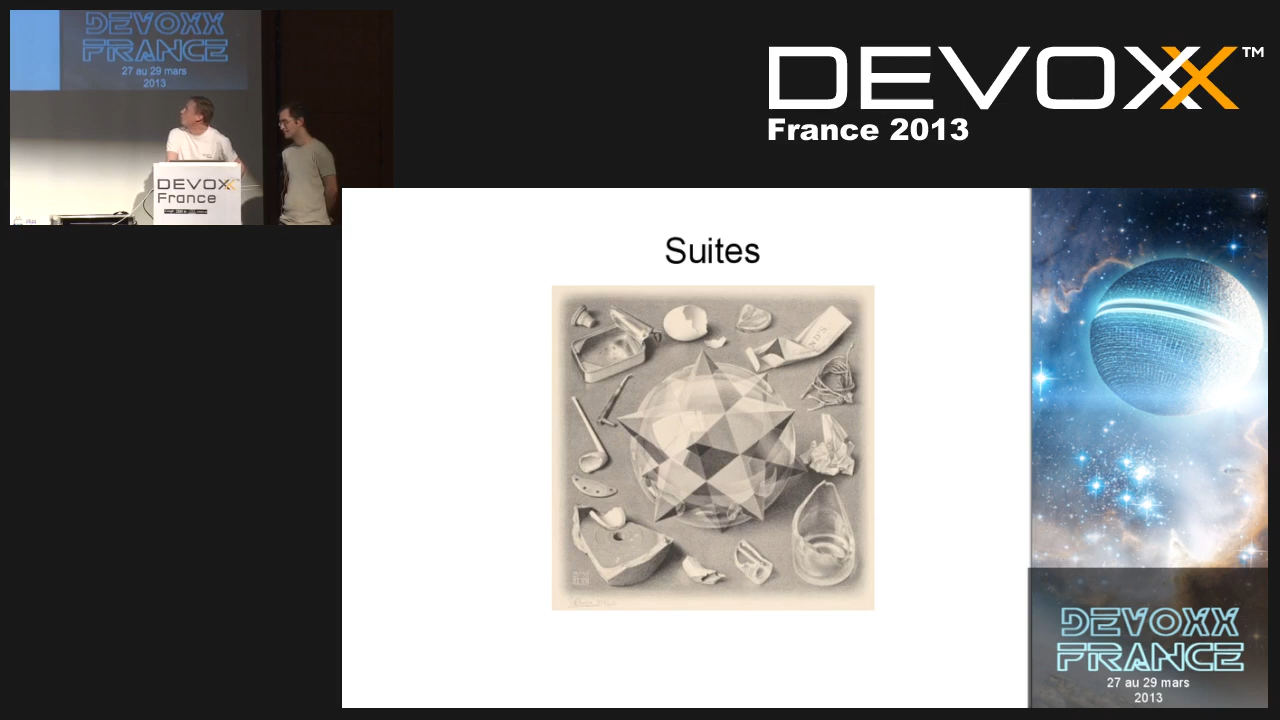 DEVOXX
FRANCE
27 au 29 mars
2013
DEVOXX
France
DEVOXX™
France 2013
Suites
DEVOXX
FRANCE
27 au 29 mars
2013